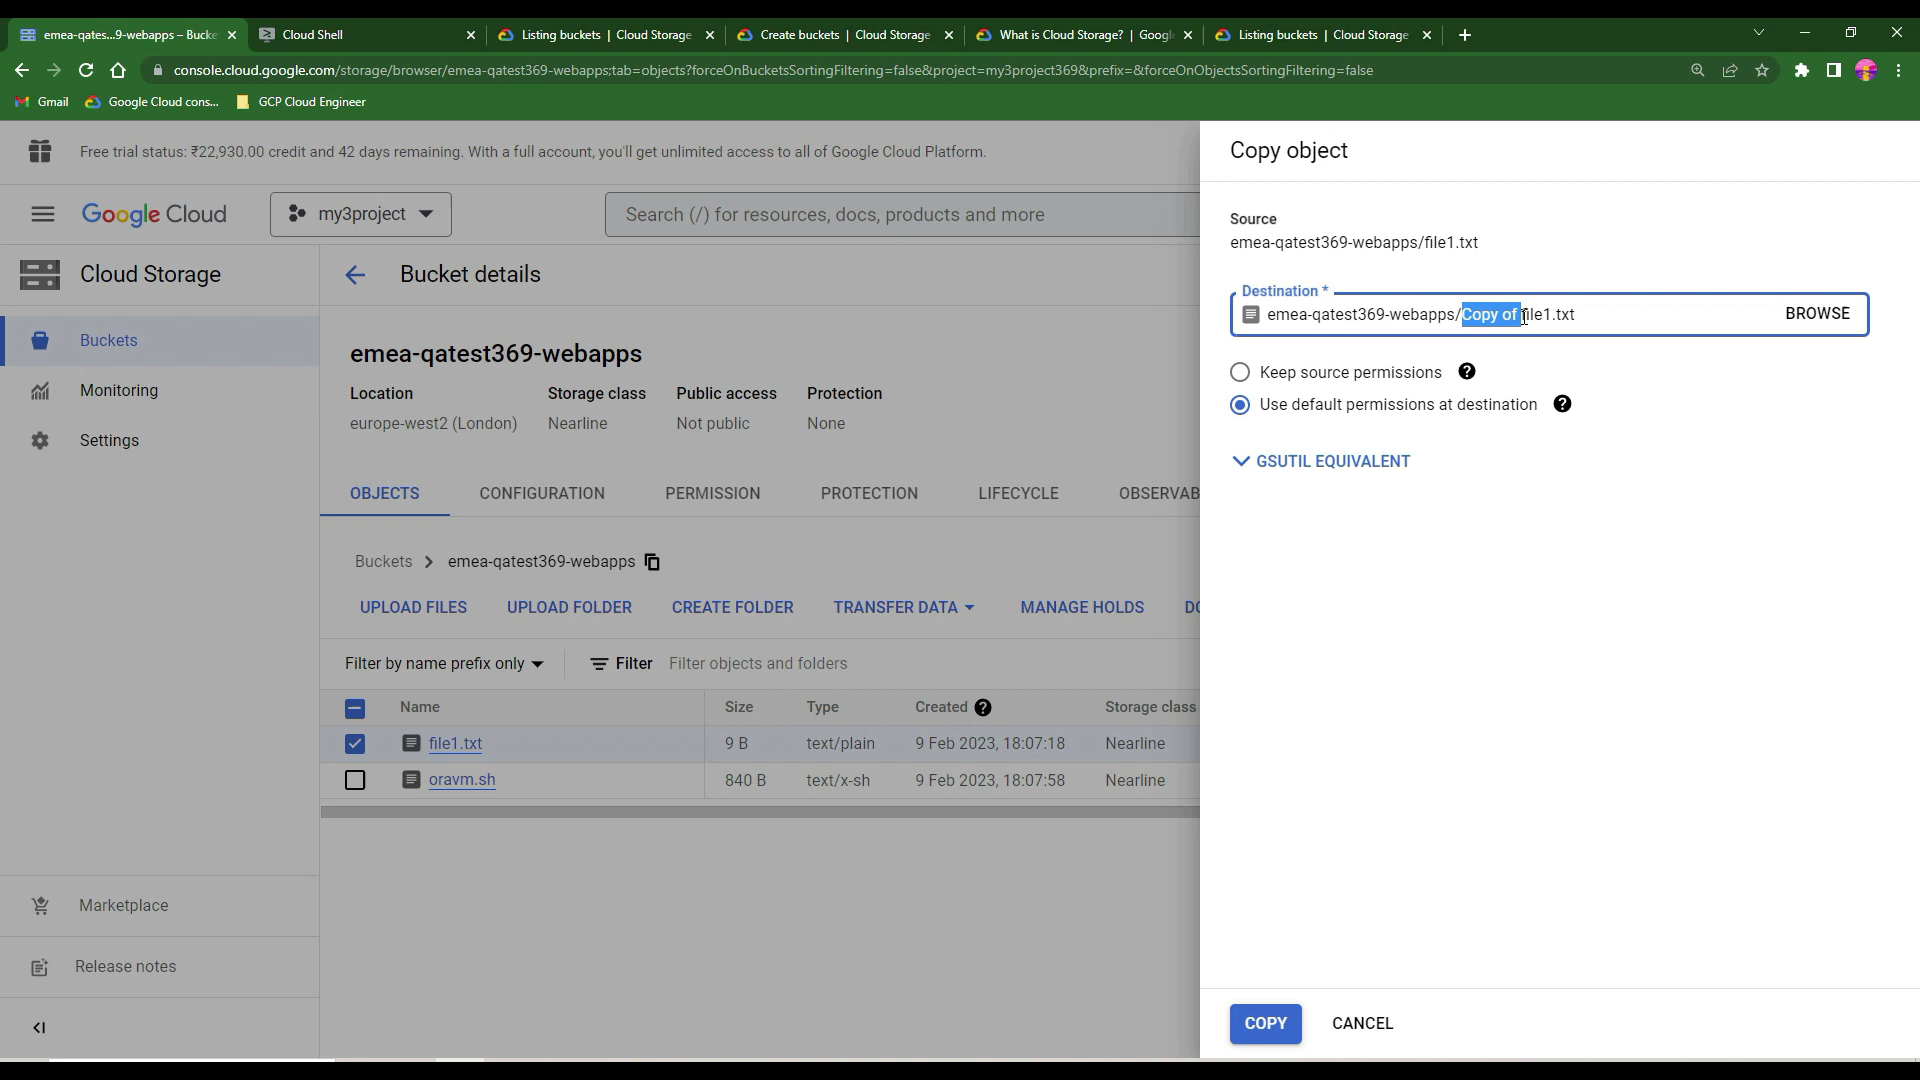 emea-qates...9-webapps – Bucke
Cloud Shell
Listing buckets | Cloud Storage
Create buckets | Cloud Storage
What is Cloud Storage? | Googl
Listing buckets | Cloud Storage
console.cloud.google.com/storage/browser/emea-qatest369-webapps;tab=objects?forceOnBucketsSortingFiltering=false&project=my3project369&prefix=&forceOnObjectsSortingFiltering=false
Gmail
Google Cloud cons...
GCP Cloud Engineer
Free trial status: ₹22,930.00 credit and 42 days remaining. With a full account, you'll get unlimited access to all of Google Cloud Platform.
Google Cloud
my3project
Search (/) for resources, docs, products and more
Cloud Storage
Buckets
Monitoring
Settings
Marketplace
Release notes
Bucket details
emea-qatest369-webapps
Location Storage class Public access Protection
europe-west2 (London) Nearline Not public None
OBJECTS CONFIGURATION PERMISSION PROTECTION LIFECYCLE OBSERVAB
Buckets > emea-qatest369-webapps
UPLOAD FILES UPLOAD FOLDER CREATE FOLDER TRANSFER DATA MANAGE HOLDS DO
Filter by name prefix only Filter Filter objects and folders
Name Size Type Created Storage class
file1.txt 9 B text/plain 9 Feb 2023, 18:07:18 Nearline
oravm.sh 840 B text/x-sh 9 Feb 2023, 18:07:58 Nearline
Copy object
Source
emea-qatest369-webapps/file1.txt
Destination *
emea-qatest369-webapps/Copy of file1.txt BROWSE
Keep source permissions
Use default permissions at destination
GSUTIL EQUIVALENT
COPY CANCEL